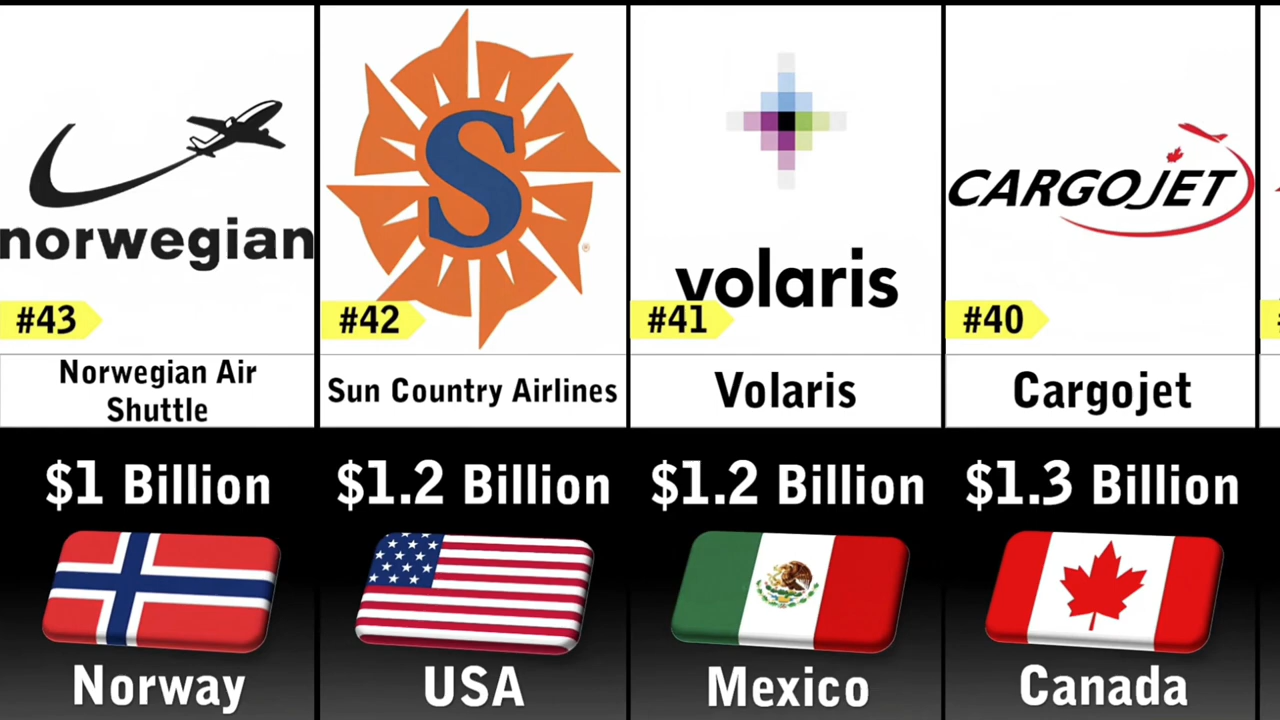 norwegian
#43
Norwegian Air
Shuttle
$1 Billion
Norway
S
#42
Sun Country Airlines
$1.2 Billion
USA
volaris
#41
Volaris
$1.2 Billion
Mexico
CARGOJET
#40
Cargojet
$1.3 Billion
Canada